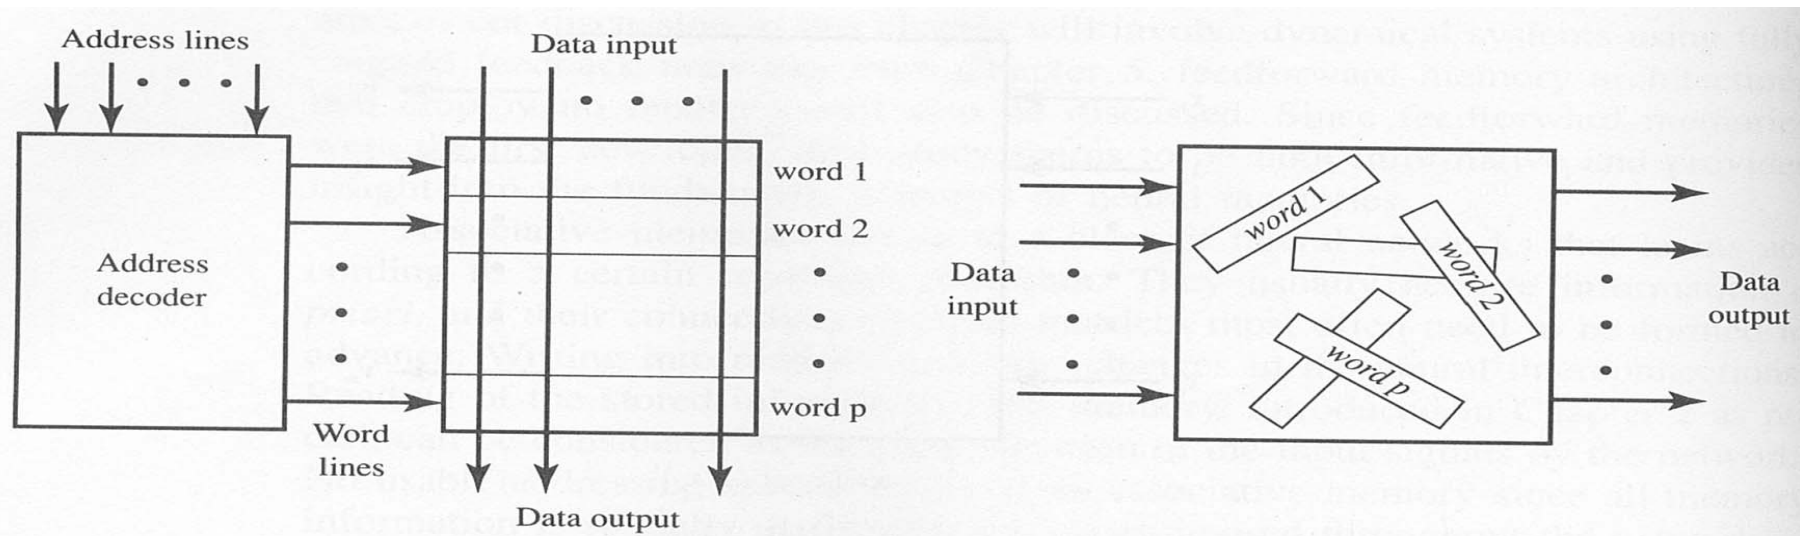 Address lines
Data input
word 1
word 2
Address
decoder
word p
Word
lines
Data output
Data
input
word 1
word 2
word p
Data
output